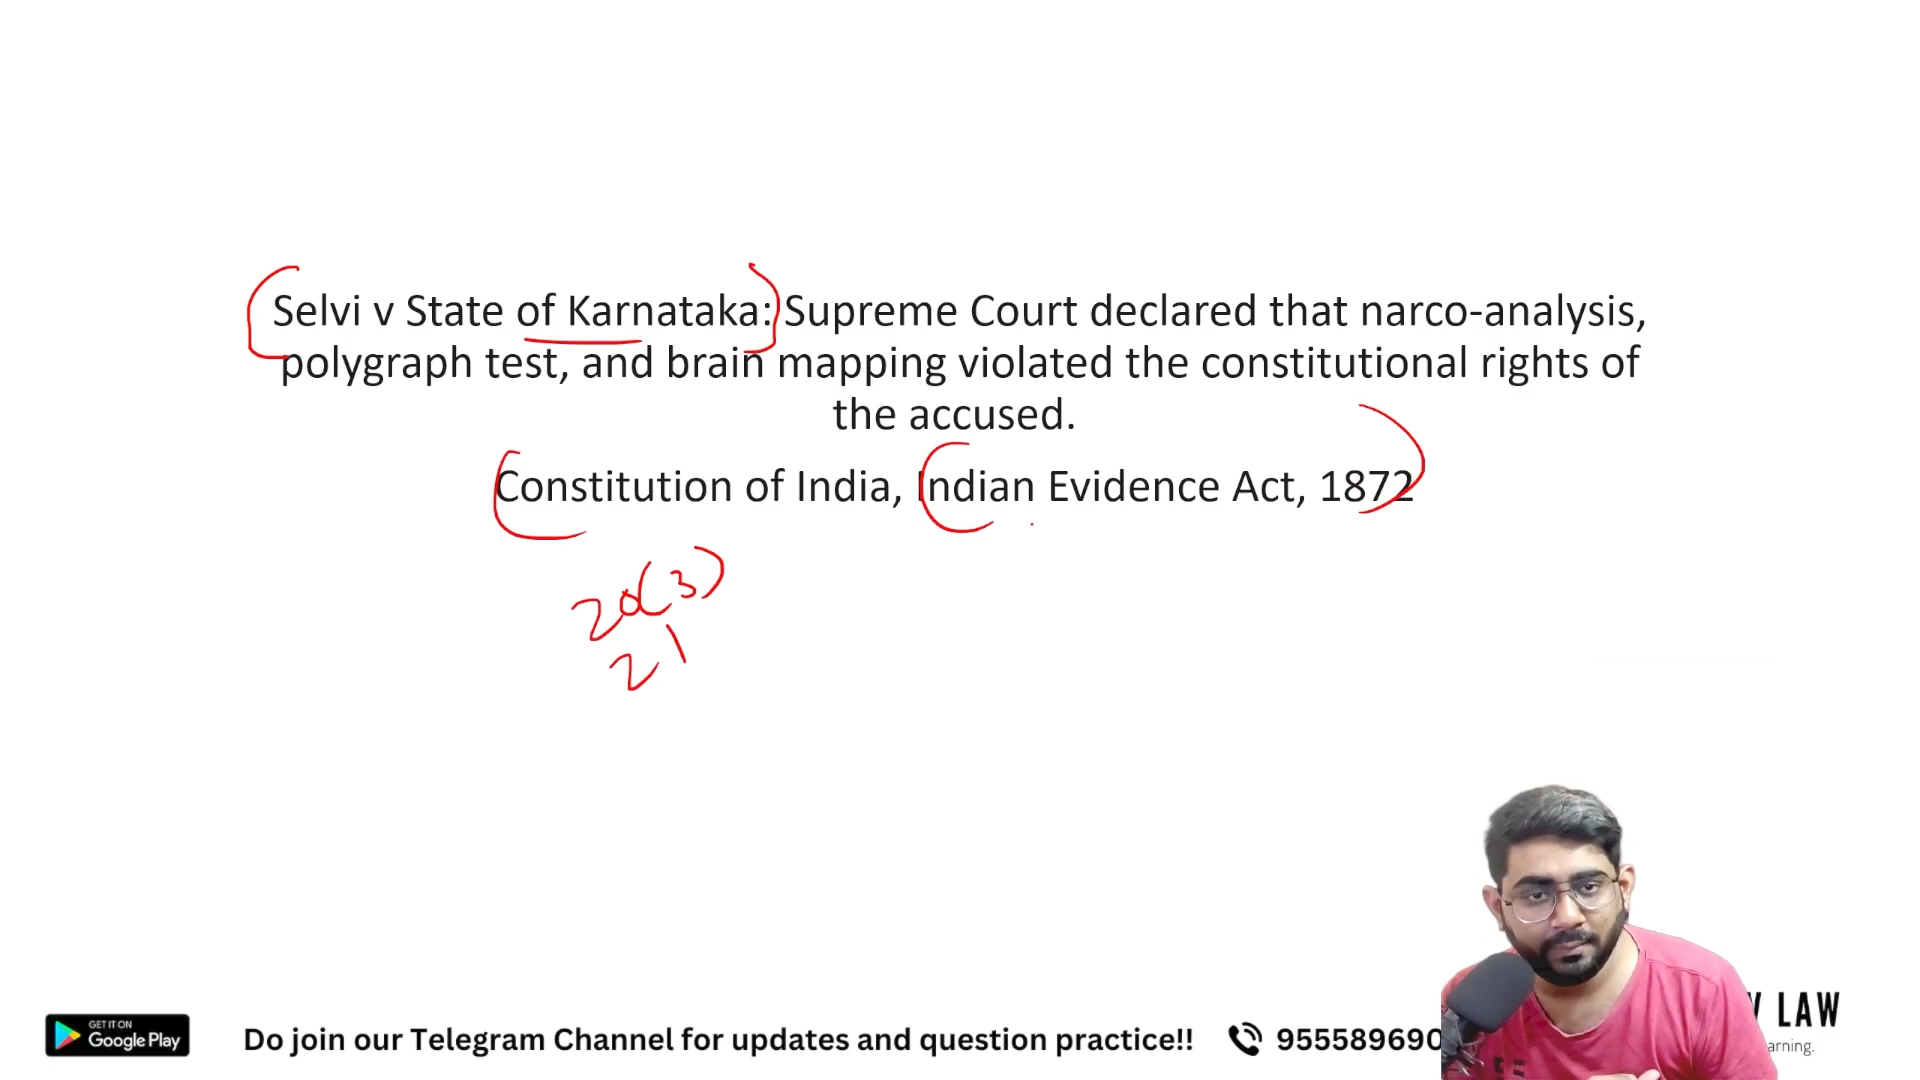 Selvi v State of Karnataka: Supreme Court declared that narco-analysis,
polygraph test, and brain mapping violated the constitutional rights of
the accused.
Constitution of India, Indian Evidence Act, 1872
20(3)
21
GET IT ON
Google Play
Do join our Telegram Channel for updates and question practice!!
95558969
LAW